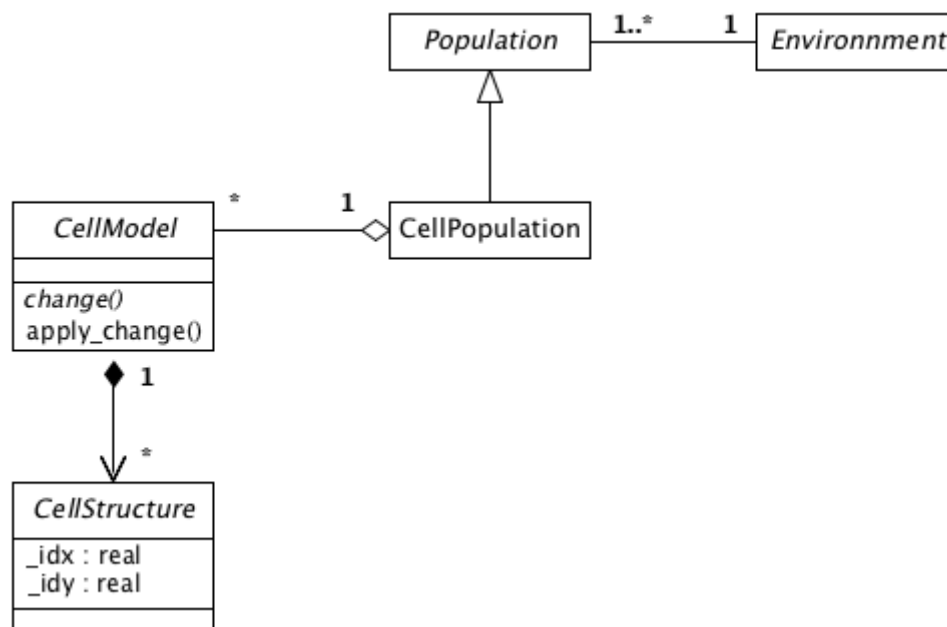 Population
1..*
1
Environnment
*
1
CellModel
CellPopulation
change()
apply_change()
1
*
CellStructure
_idx : real
_idy : real